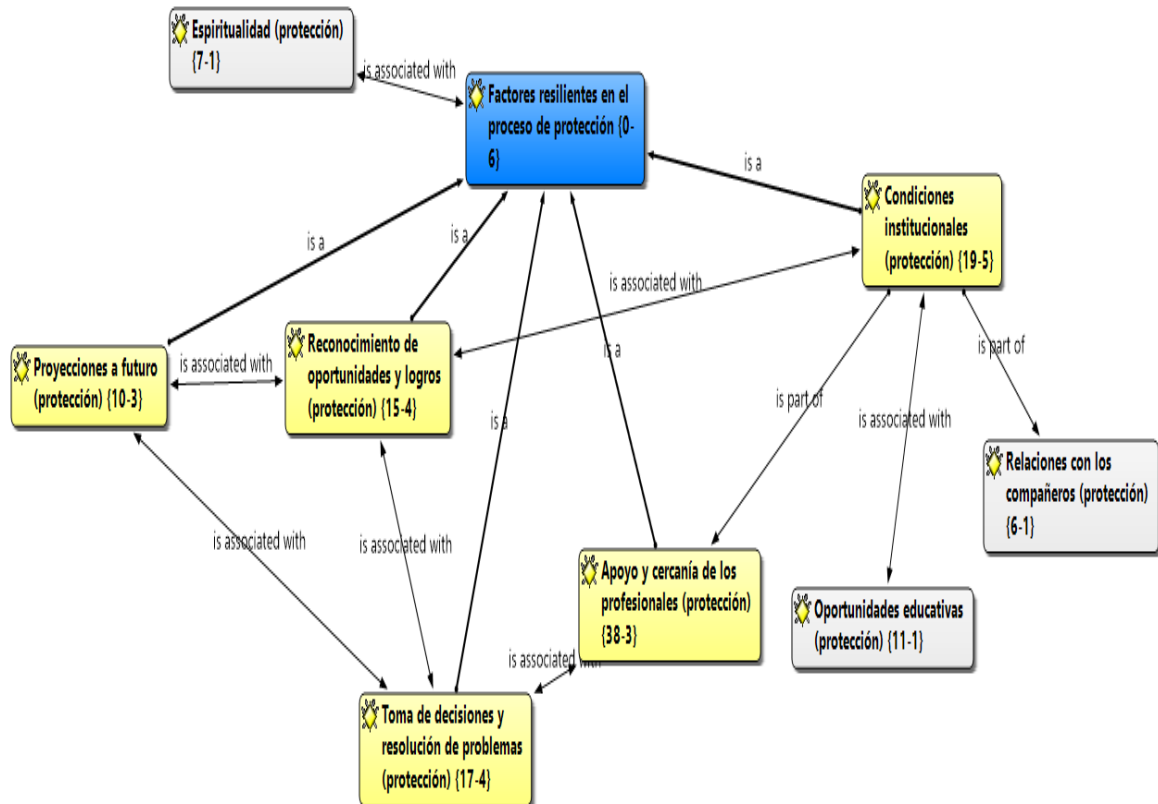 Espiritualidad (protección)
{7-1}
is associated with
Factores resilientes en el
proceso de protección {0-
6}
is a
Condiciones
institucionales
(protección) {19-5}
is a
is a
is associated with
Proyecciones a futuro
(protección) {10-3}
is associated with
Reconocimiento de
oportunidades y logros
(protección) {15-4}
is a
is part of
is a
is part of
is associated with
Relaciones con los
compañeros (protección)
{6-1}
is associated with
is associated with
Apoyo y cercanía de los
profesionales (protección)
{38-3}
Oportunidades educativas
(protección) {11-1}
is associated with
Toma de decisiones y
resolución de problemas
(protección) {17-4}